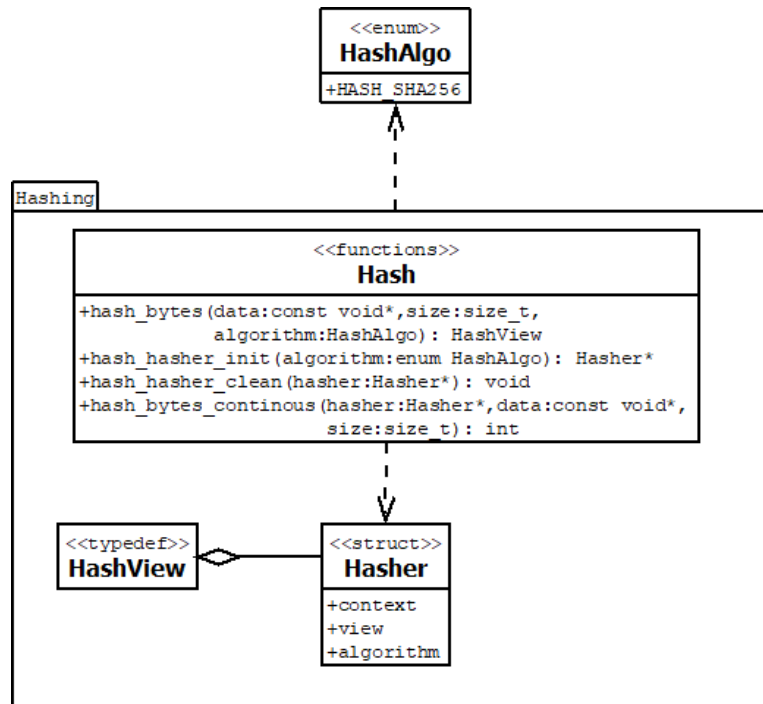 <<enum>>
HashAlgo
+HASH_SHA256
Hashing
<<functions>>
Hash
+hash_bytes(data:const void*,size:size_t,
algorithm:HashAlgo): HashView
+hash_hasher_init(algorithm:enum HashAlgo): Hasher*
+hash_hasher_clean(hasher:Hasher*): void
+hash_bytes_continous(hasher:Hasher*,data:const void*,
size:size_t): int
<<typedef>>
HashView
<<struct>>
Hasher
+context
+view
+algorithm